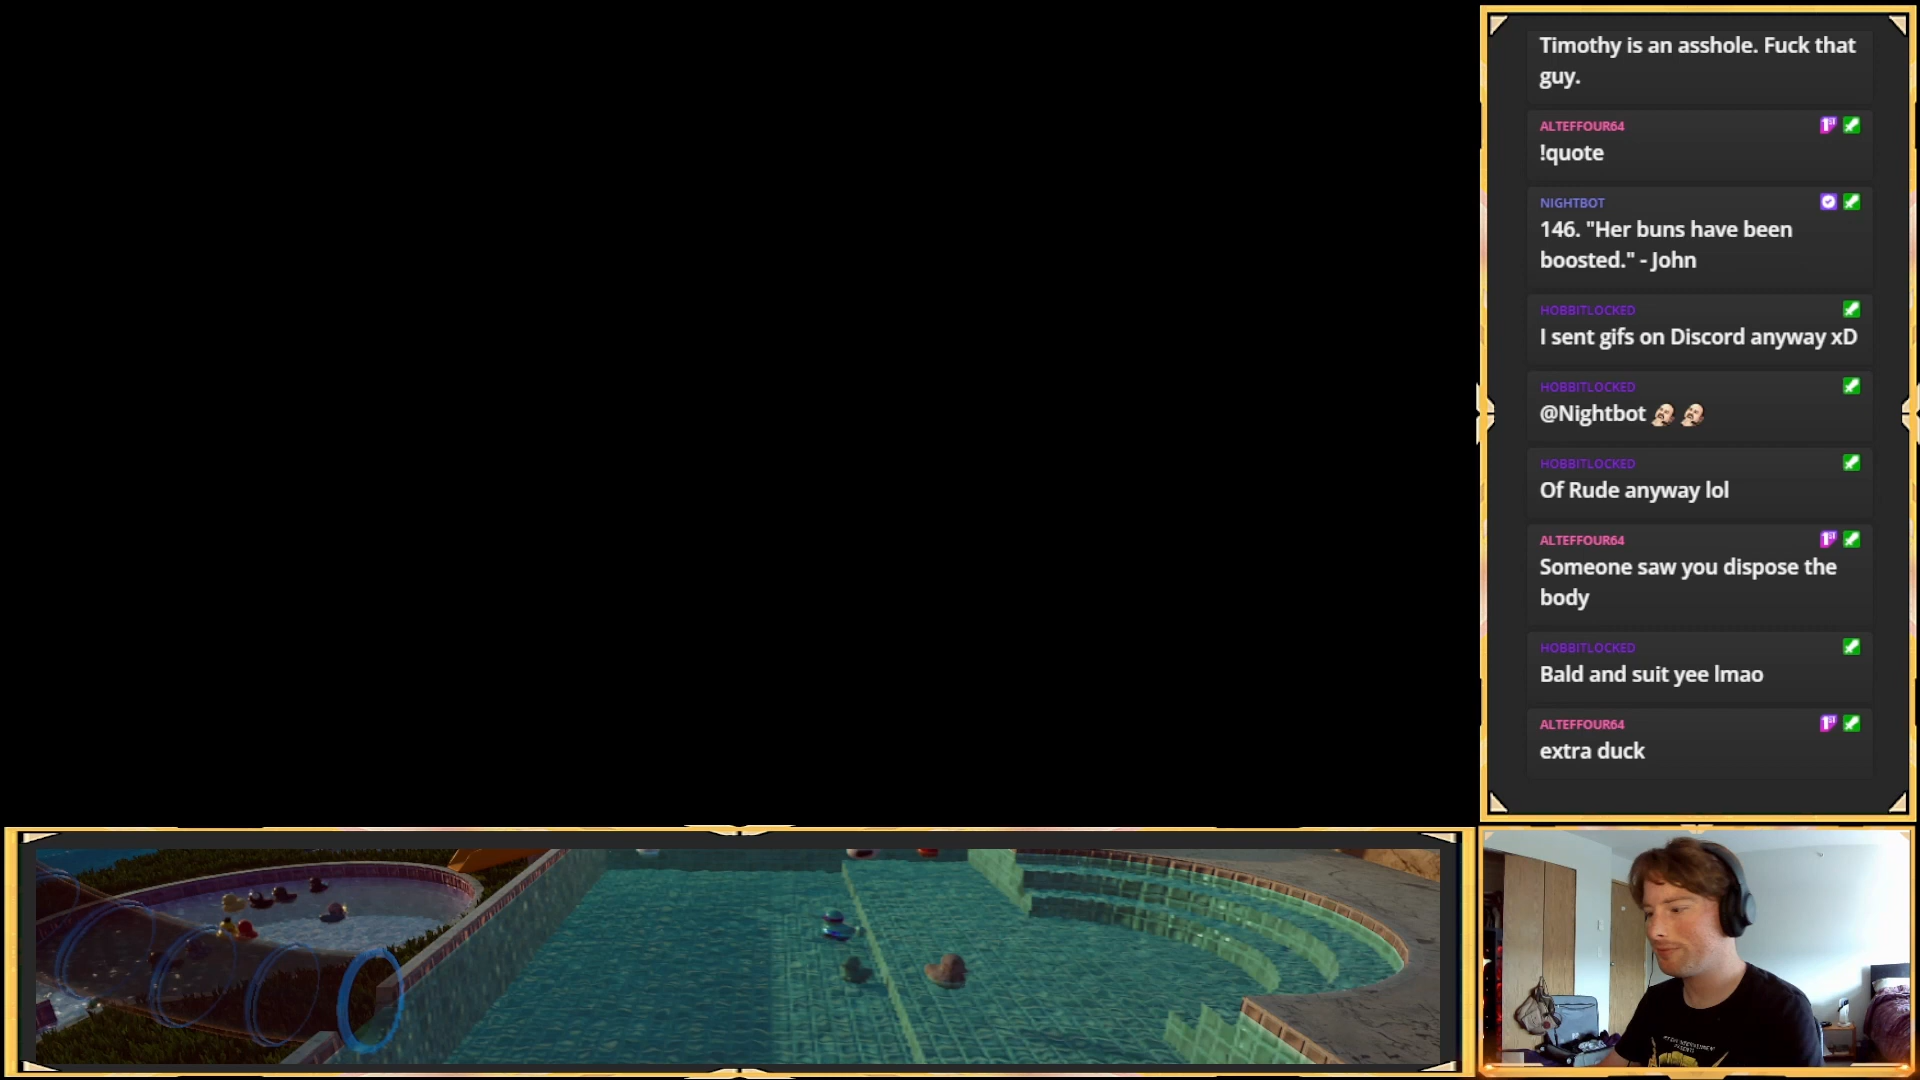 Timothy is an asshole. Fuck that
guy.
ALTEFFOUR64
!quote
NIGHTBOT
146. "Her buns have been
boosted." - John
HOBBITLOCKED
I sent gifs on Discord anyway xD
HOBBITLOCKED
@Nightbot
HOBBITLOCKED
Of Rude anyway lol
ALTEFFOUR64
Someone saw you dispose the
body
HOBBITLOCKED
Bald and suit yee lmao
ALTEFFOUR64
extra duck